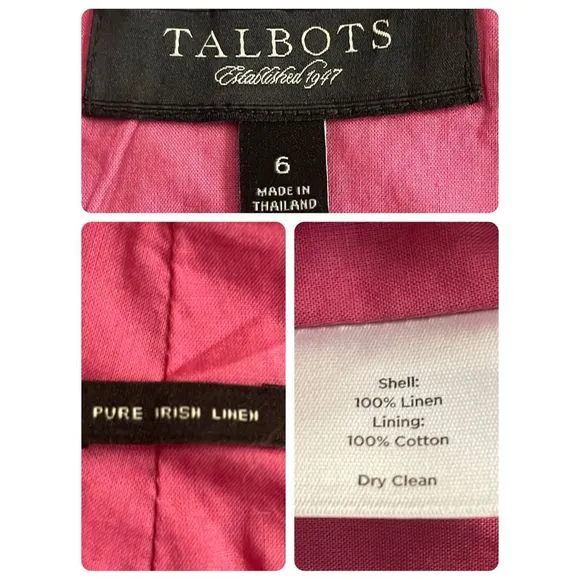 TALBOTS
Established 1947
6
MADE IN
THAILAND
PURE IRISH LINEN
Shell:
100% Linen
Lining:
100% Cotton
Dry Clean